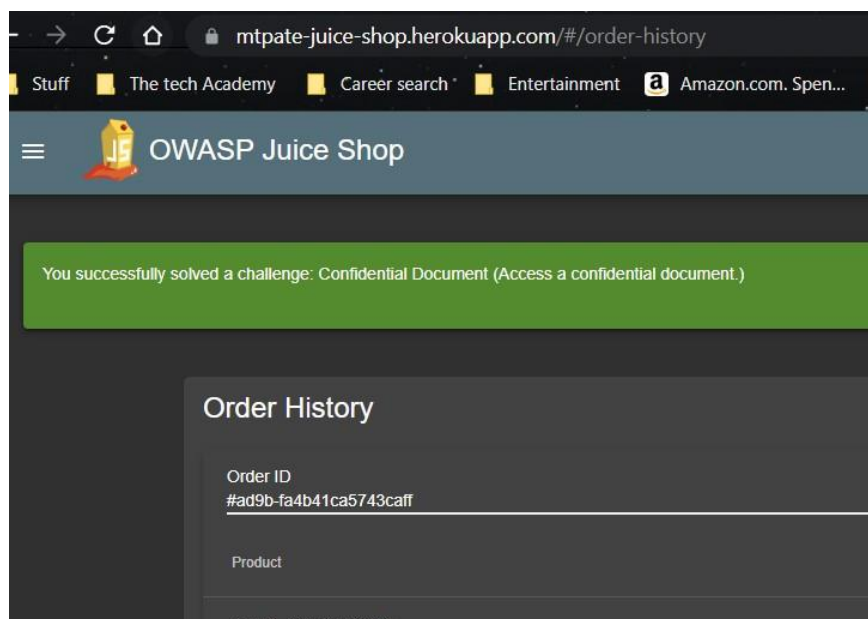 mtpate-juice-shop.herokuapp.com/#/order-history
Stuff The tech Academy Career search Entertainment a Amazon.com. Spen...
JS OWASP Juice Shop
You successfully solved a challenge: Confidential Document (Access a confidential document.)
Order History
Order ID
#ad9b-fa4b41ca5743caff
Product